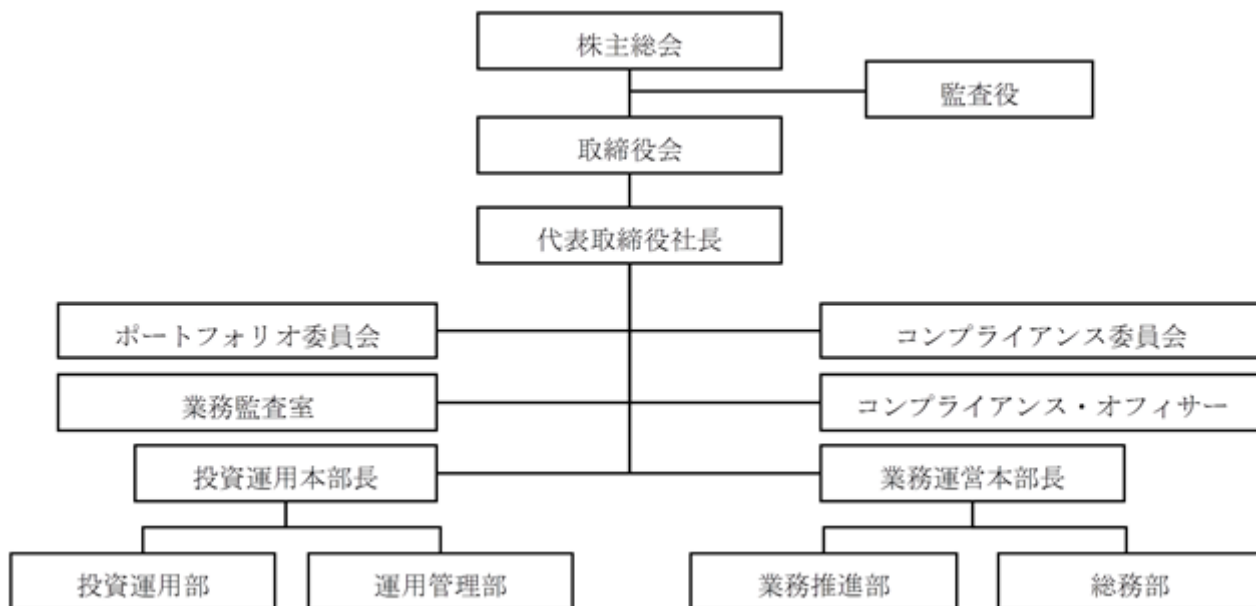 株主総会
監査役
取締役会
代表取締役社長
ポートフォリオ委員会
コンプライアンス委員会
業務監査室
コンプライアンス・オフィサー
投資運用本部長
業務運営本部長
投資運用部
運用管理部
業務推進部
総務部